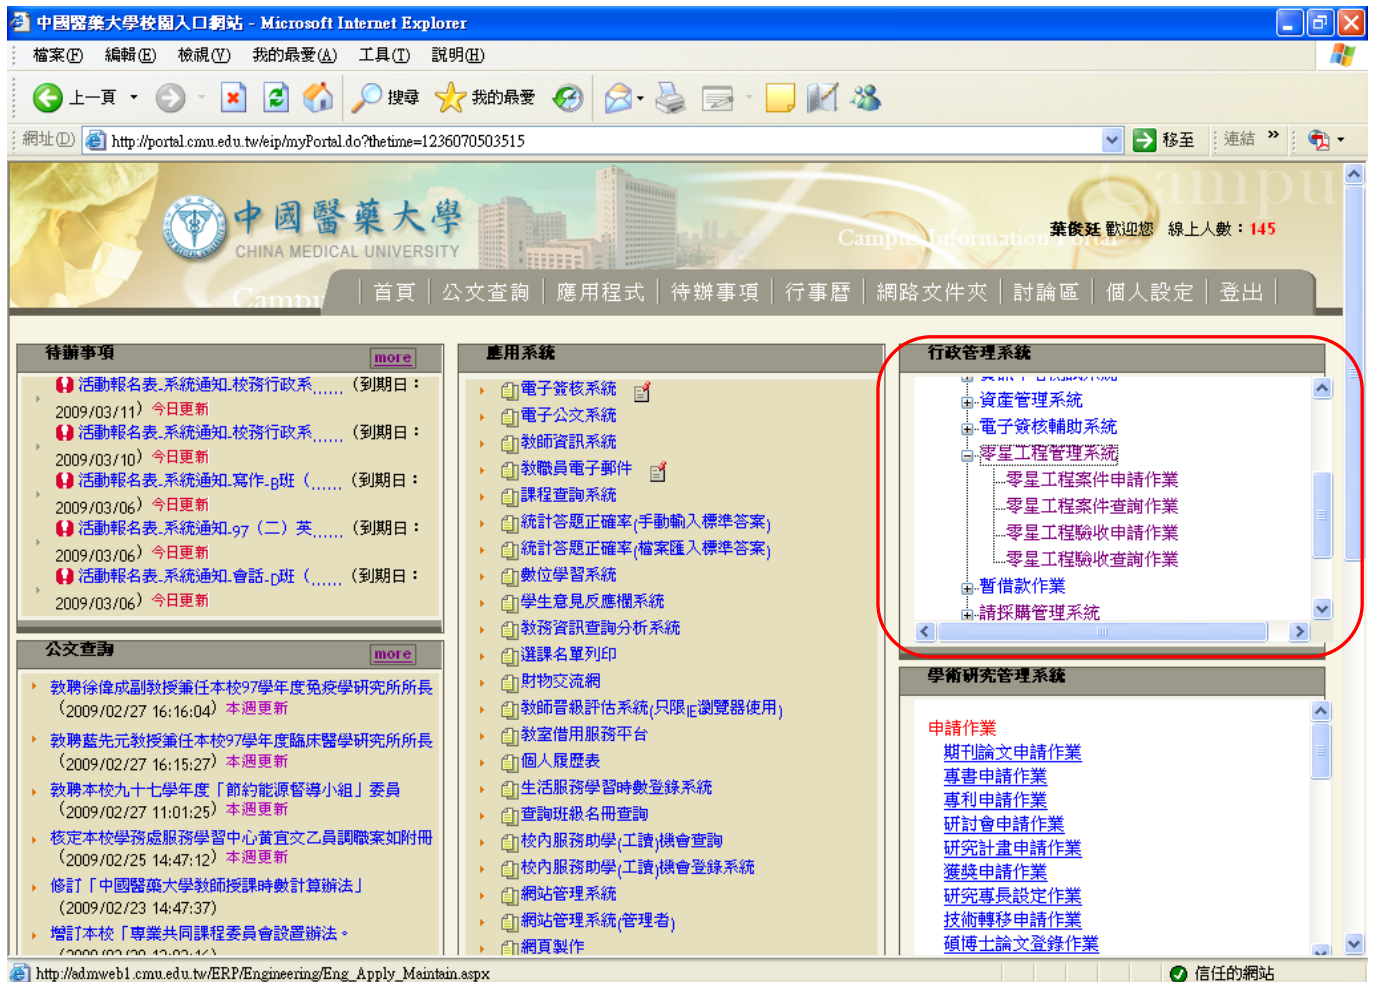 中國醫藥大學校園入口網站 - Microsoft Internet Explorer
檔案(F) 編輯(E) 檢視(V) 我的最愛(A) 工具(T) 說明(H)
上一頁 搜尋 我的最愛
網址(D) http://portal.cmu.edu.tw/eip/myPortal.do?thetime=1236070503515 移至 連結
中國醫藥大學
CHINA MEDICAL UNIVERSITY
Campu
Campus Information Portal
葉俊廷 歡迎您 線上人數：145
首頁 | 公文查詢 | 應用程式 | 待辦事項 | 行事曆 | 網路文件夾 | 討論區 | 個人設定 | 登出 |
待辦事項 more
活動報名表-系統通知-校務行政系......（到期日：
2009/03/11）今日更新
活動報名表-系統通知-校務行政系......（到期日：
2009/03/10）今日更新
活動報名表-系統通知-寫作-B班（......（到期日：
2009/03/06）今日更新
活動報名表-系統通知-97（二）英......（到期日：
2009/03/06）今日更新
活動報名表-系統通知-會話-D班（......（到期日：
2009/03/06）今日更新
公文查詢 more
敦聘徐偉成副教授兼任本校97學年度免疫學研究所所長
（2009/02/27 16:16:04）本週更新
敦聘藍先元教授兼任本校97學年度臨床醫學研究所所長
（2009/02/27 16:15:27）本週更新
敦聘本校九十七學年度「節約能源督導小組」委員
（2009/02/27 11:01:25）本週更新
核定本校學務處服務學習中心黃宜文乙員調職案如附冊
（2009/02/25 14:47:12）本週更新
修訂「中國醫藥大學教師授課時數計算辦法」
（2009/02/23 14:47:37）
增訂本校「專業共同課程委員會設置辦法。
應用系統
電子簽核系統
電子公文系統
教師資訊系統
教職員電子郵件
課程查詢系統
統計答題正確率(手動輸入標準答案)
統計答題正確率(檔案匯入標準答案)
數位學習系統
學生意見反應欄系統
教務資訊查詢分析系統
選課名單列印
財物交流網
教師晉級評估系統(只限IE瀏覽器使用)
教室借用服務平台
個人履歷表
生活服務學習時數登錄系統
查詢班級名冊查詢
校內服務助學(工讀)機會查詢
校內服務助學(工讀)機會登錄系統
網站管理系統
網站管理系統(管理者)
網頁製作
行政管理系統
資產管理系統
電子簽核輔助系統
零星工程管理系統
零星工程案件申請作業
零星工程案件查詢作業
零星工程驗收申請作業
零星工程驗收查詢作業
暫借款作業
請採購管理系統
學術研究管理系統
申請作業
期刊論文申請作業
專書申請作業
專利申請作業
研討會申請作業
研究計畫申請作業
獲獎申請作業
研究專長設定作業
技術轉移申請作業
碩博士論文登錄作業
http://admweb1.cmu.edu.tw/ERP/Engineering/Eng_Apply_Maintain.aspx 信任的網站